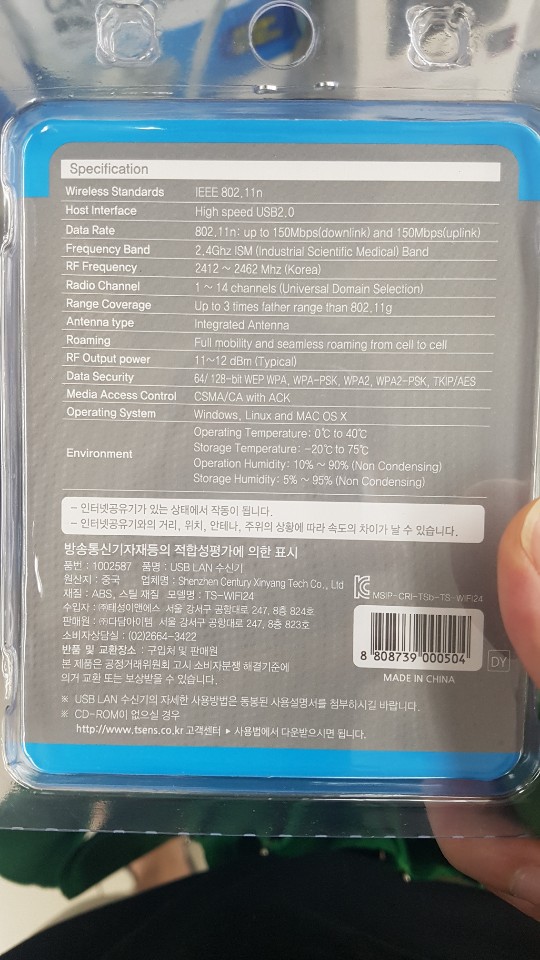 Specification
Wireless Standards IEEE 802.11n
Host Interface High speed USB2.0
Data Rate 802.11n: up to 150Mbps(downlink) and 150Mbps(uplink)
Frequency Band 2.4Ghz ISM (Industrial Scientific Medical) Band
RF Frequency 2412 ~ 2462 Mhz (Korea)
Radio Channel 1 ~ 14 channels (Universal Domain Selection)
Range Coverage Up to 3 times father range than 802.11g
Antenna type Integrated Antenna
Roaming Full mobility and seamless roaming from cell to cell
RF Output power 11~12 dBm (Typical)
Data Security 64/ 128-bit WEP WPA, WPA-PSK, WPA2, WPA2-PSK, TKIP/AES
Media Access Control CSMA/CA with ACK
Operating System Windows, Linux and MAC OS X
Environment Operating Temperature: 0℃ to 40℃
Storage Temperature: -20℃ to 75℃
Operation Humidity: 10% ~ 90% (Non Condensing)
Storage Humidity: 5% ~ 95% (Non Condensing)
- 인터넷공유기가 있는 상태에서 작동이 됩니다.
- 인터넷공유기와의 거리, 위치, 안테나, 주위의 상황에 따라 속도의 차이가 날 수 있습니다.
방송통신기자재등의 적합성평가에 의한 표시
품번 : 1002587 품명 : USB LAN 수신기
원산지 : 중국 업체명 : Shenzhen Century Xinyang Tech Co., Ltd
재질 : ABS, 스틸 재질 모델명 : TS-WIFI24
MSIP-CRI-TSb-TS-WIFI24
수입자 : ㈜태성이앤에스 서울 강서구 공항대로 247, 8층 824호
판매원 : ㈜다담아이템 서울 강서구 공항대로 247, 8층 823호
소비자상담실 : (02)2664-3422
반품 및 교환장소 : 구입처 및 판매원
본 제품은 공정거래위원회 고시 소비자분쟁 해결기준에
의거 교환 또는 보상받을 수 있습니다.
8 808739 000504
DY
MADE IN CHINA
※ USB LAN 수신기의 자세한 사용방법은 동봉된 사용설명서를 첨부하시길 바랍니다.
※ CD-ROM이 없으실 경우
http://www.tsens.co.kr 고객센터 ▶ 사용법에서 다운받으시면 됩니다.